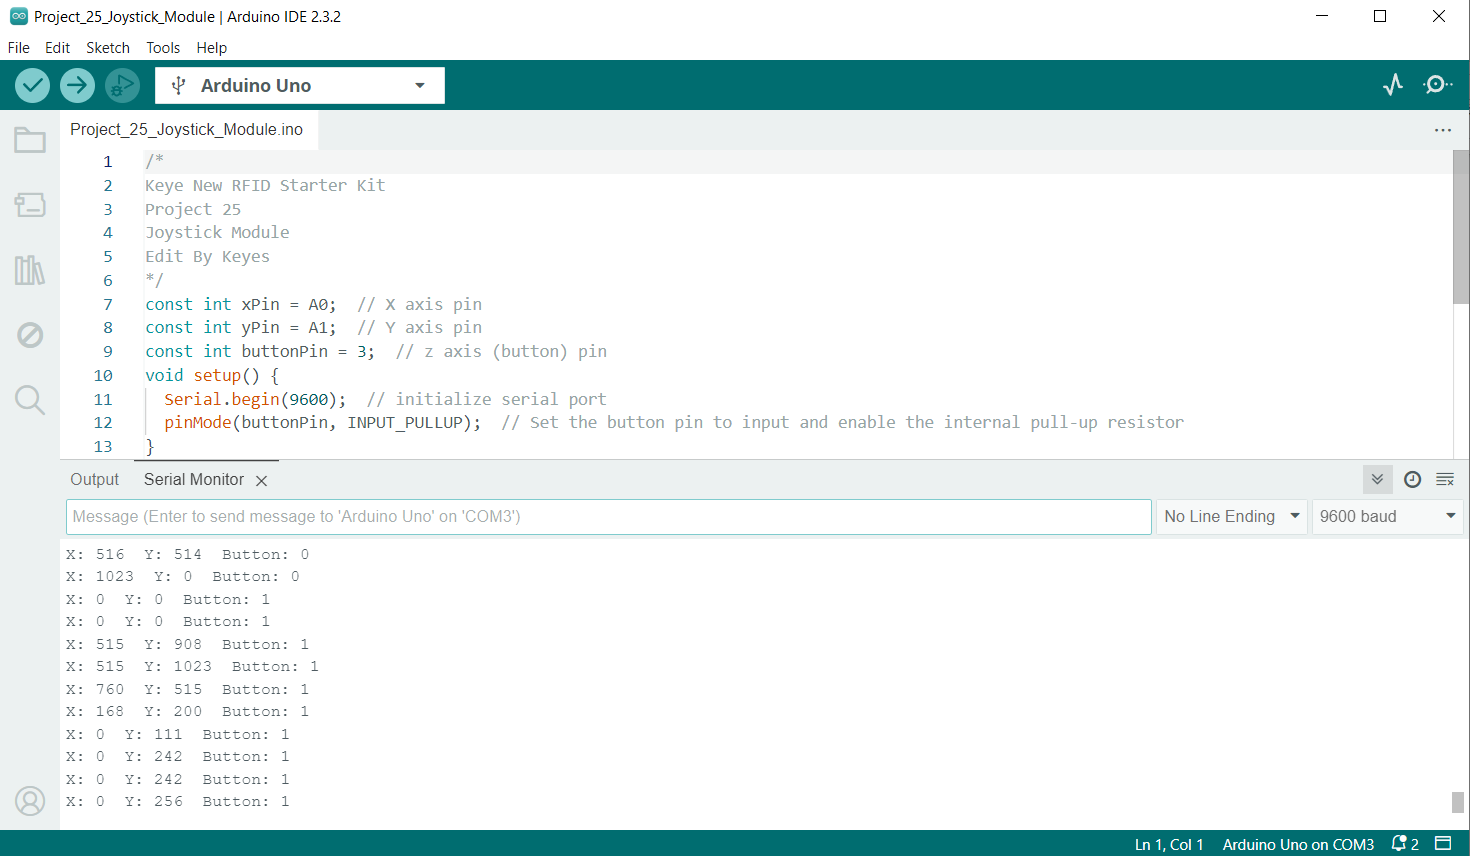 Project_25_Joystick_Module | Arduino IDE 2.3.2
File Edit Sketch Tools Help
Arduino Uno
Project_25_Joystick_Module.ino
1 /*
2 Keye New RFID Starter Kit
3 Project 25
4 Joystick Module
5 Edit By Keyes
6 */
7 const int xPin = A0;  // X axis pin
8 const int yPin = A1;  // Y axis pin
9 const int buttonPin = 3;  // z axis (button) pin
10 void setup() {
11   Serial.begin(9600);  // initialize serial port
12   pinMode(buttonPin, INPUT_PULLUP);  // Set the button pin to input and enable the internal pull-up resistor
13 }
Output Serial Monitor
Message (Enter to send message to 'Arduino Uno' on 'COM3') No Line Ending 9600 baud
X: 516  Y: 514  Button: 0
X: 1023  Y: 0  Button: 0
X: 0  Y: 0  Button: 1
X: 0  Y: 0  Button: 1
X: 515  Y: 908  Button: 1
X: 515  Y: 1023  Button: 1
X: 760  Y: 515  Button: 1
X: 168  Y: 200  Button: 1
X: 0  Y: 111  Button: 1
X: 0  Y: 242  Button: 1
X: 0  Y: 242  Button: 1
X: 0  Y: 256  Button: 1
Ln 1, Col 1 Arduino Uno on COM3 2